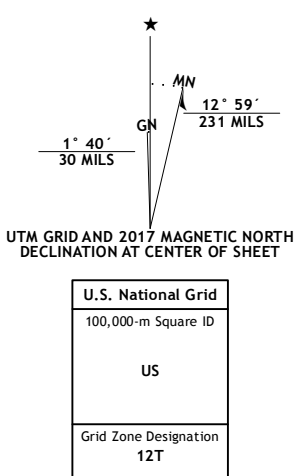 ★
MN
GN
12° 59´
231 MILS
1° 40´
30 MILS
UTM GRID AND 2017 MAGNETIC NORTH
DECLINATION AT CENTER OF SHEET
U.S. National Grid
100,000-m Square ID
US
Grid Zone Designation
12T